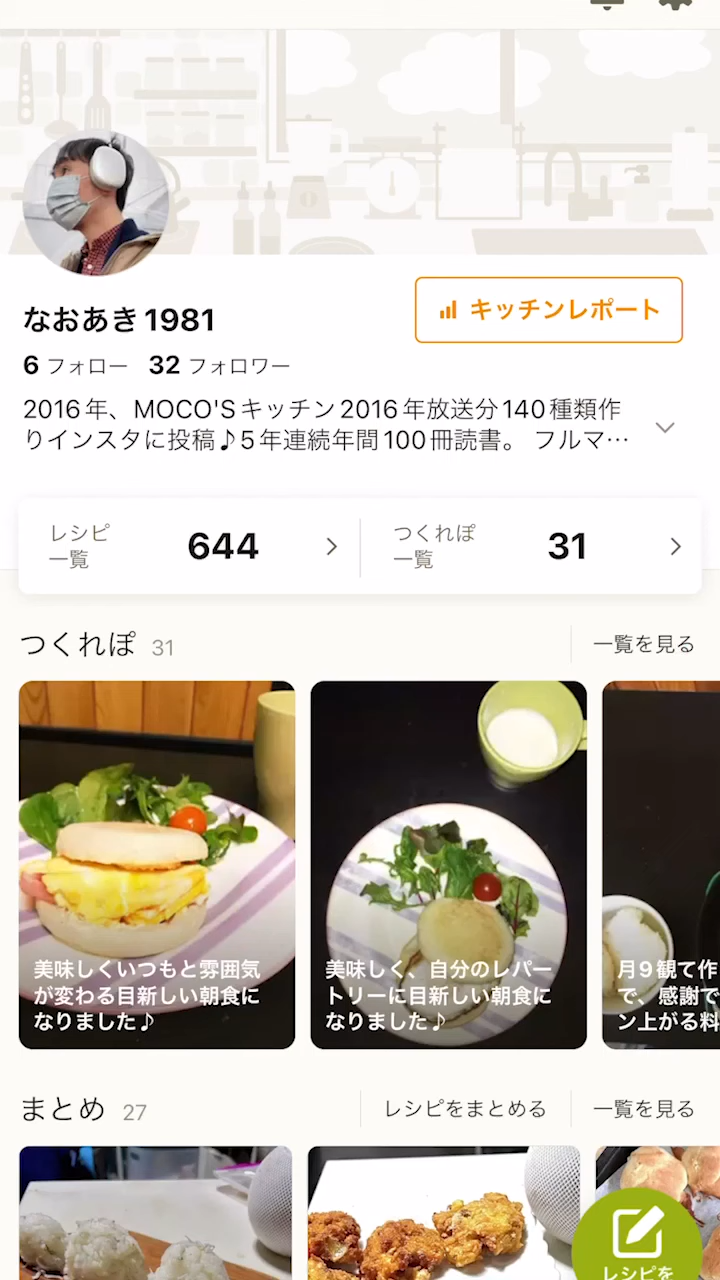 なおあき1981
キッチンレポート
6 フォロー 32 フォロワー
2016年、MOCO'Sキッチン2016年放送分140種類作
りインスタに投稿♪5年連続年間100冊読書。 フルマ…
レシピ
一覧
644
つくれぽ
一覧
31
つくれぽ 31
一覧を見る
美味しくいつもと雰囲気
が変わる目新しい朝食に
なりました♪
美味しく、自分のレパー
トリーに目新しい朝食に
なりました♪
月9観て作
で、感謝で
ン上がる料
まとめ 27
レシピをまとめる
一覧を見る
レシピを